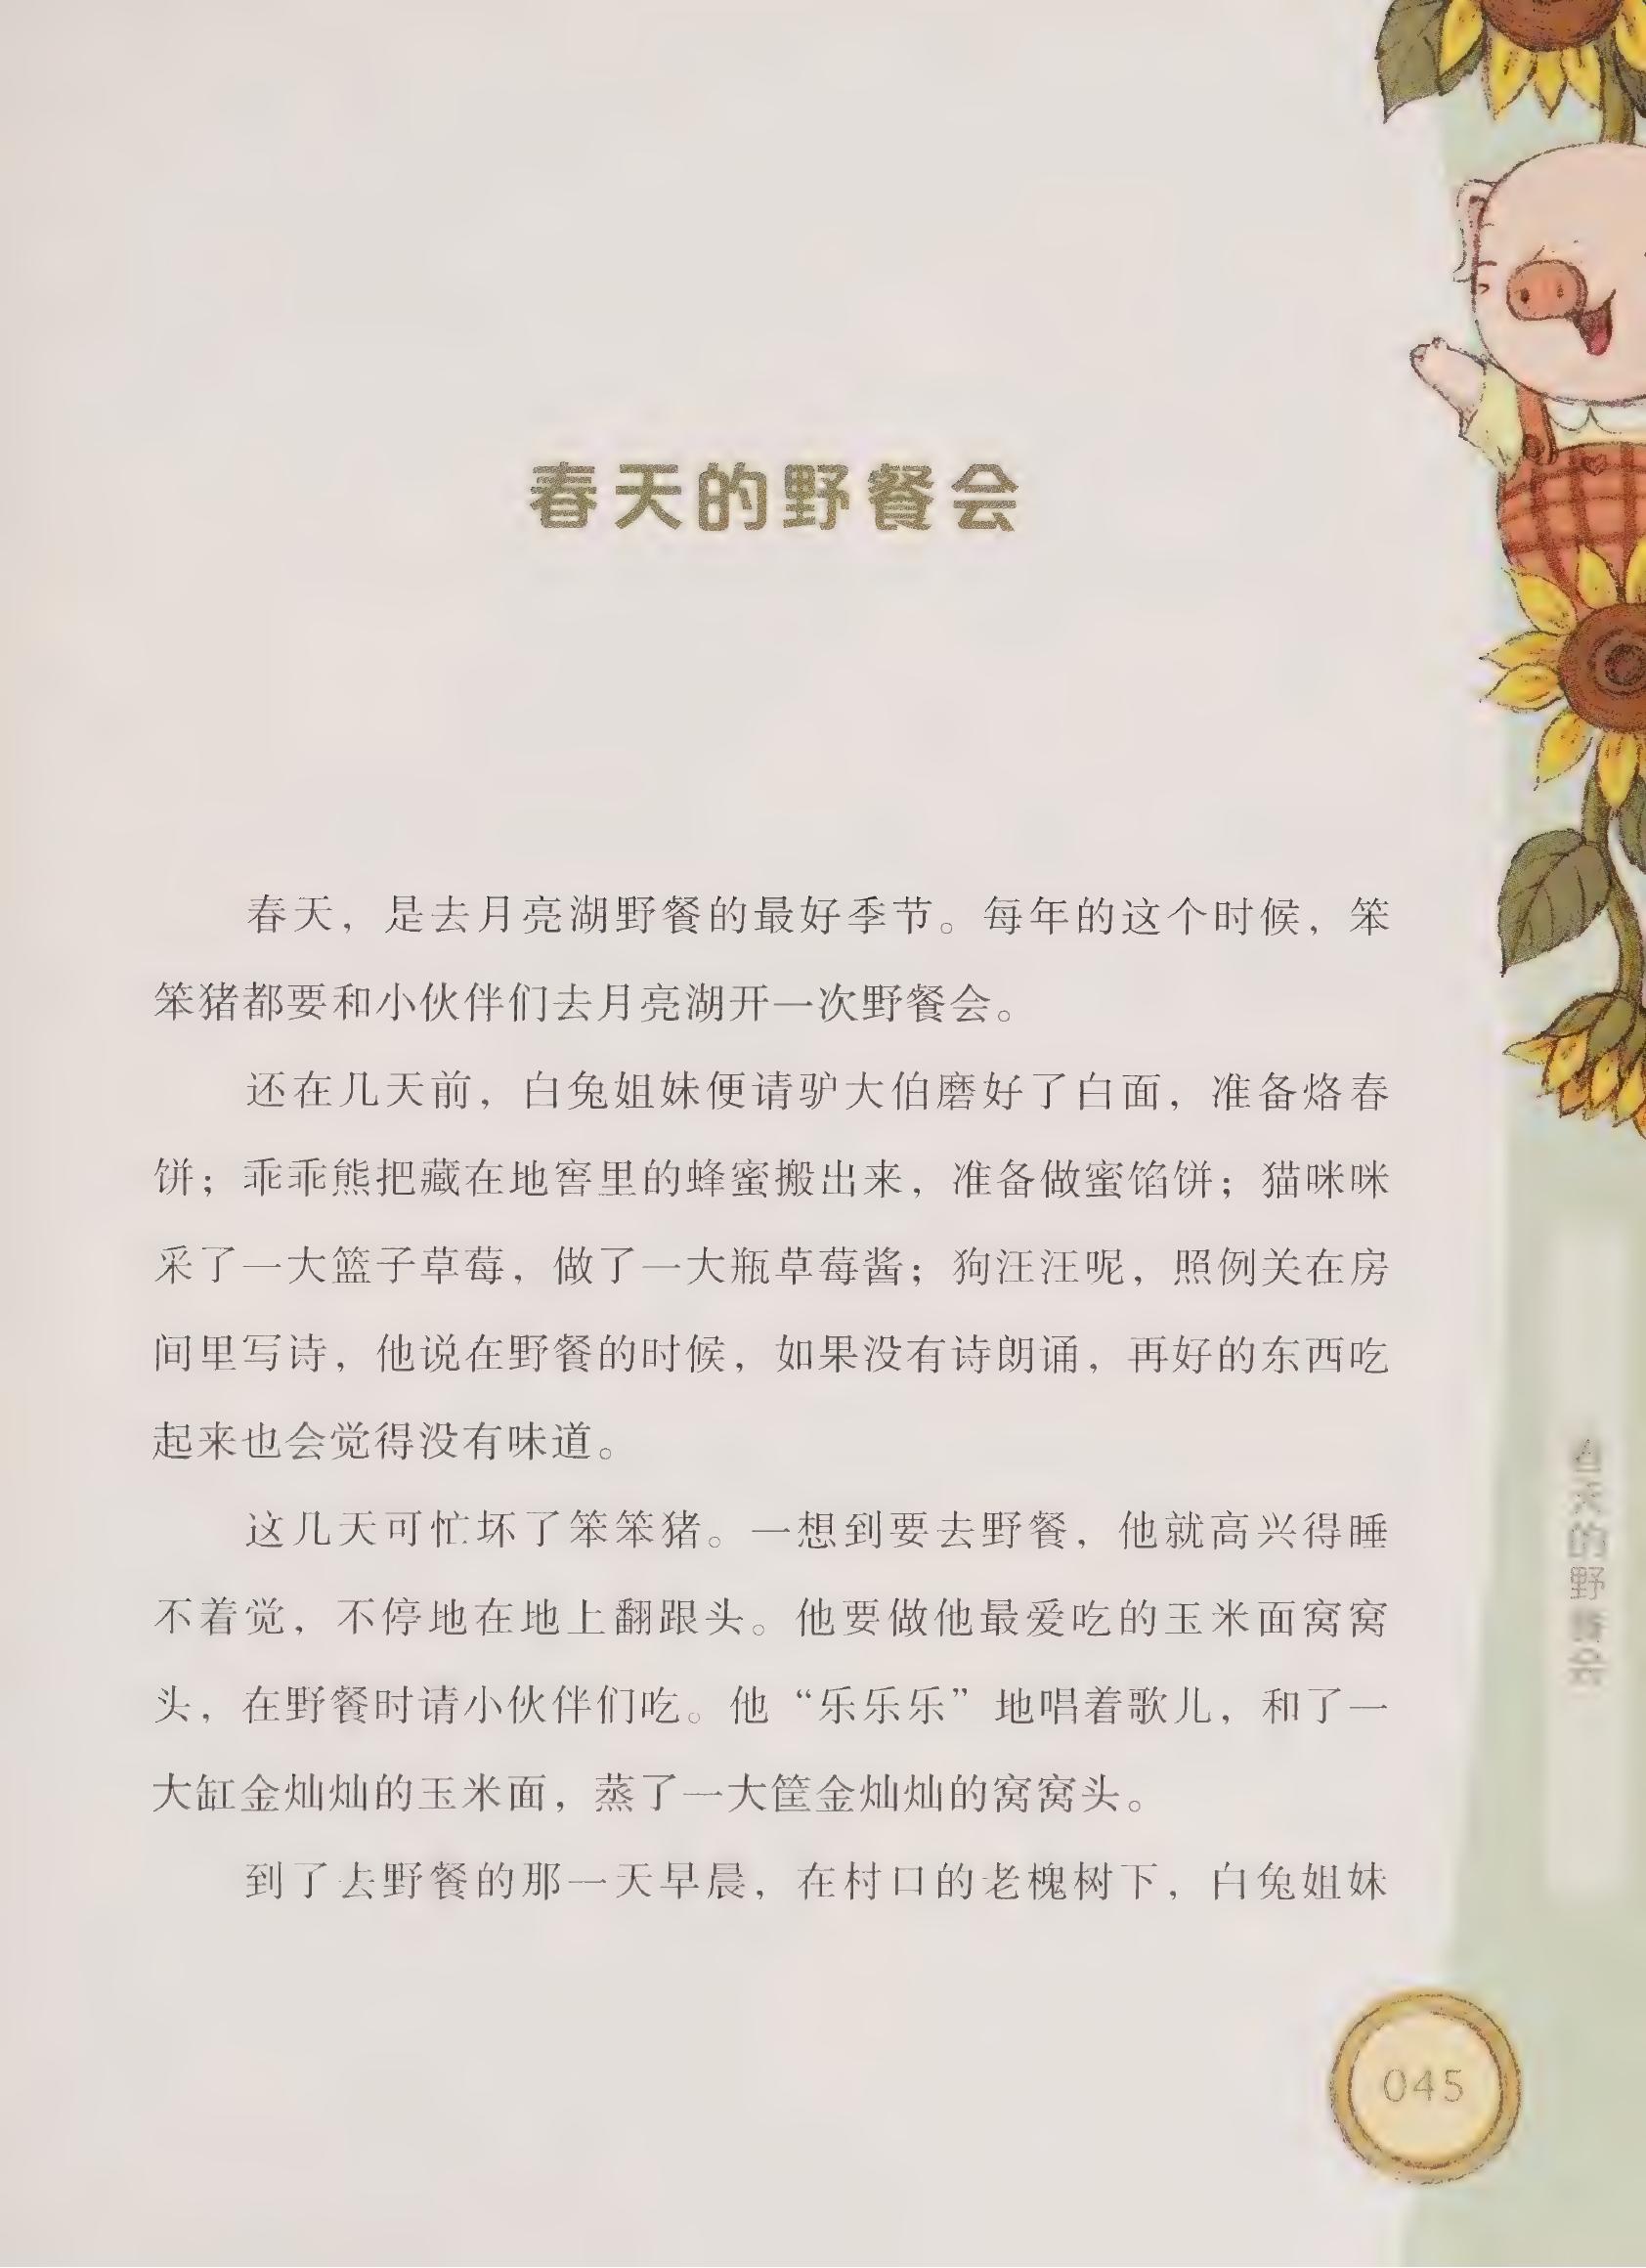 春天的野餐会
春天，是去月亮湖野餐的最好季节。每年的这个时候，笨
笨猪都要和小伙伴们去月亮湖开一次野餐会。
还在几天前，白兔姐妹便请驴大伯磨好了白面，准备烙春
饼；乖乖熊把藏在地窖里的蜂蜜搬出来，准备做蜜馅饼；猫咪咪
采了一大篮子草莓，做了一大瓶草莓酱；狗汪汪呢，照例关在房
间里写诗，他说在野餐的时候，如果没有诗朗诵，再好的东西吃
起来也会觉得没有味道。
这几天可忙坏了笨笨猪。一想到要去野餐，他就高兴得睡
不着觉，不停地在地上翻跟头。他要做他最爱吃的玉米面窝窝
头，在野餐时请小伙伴们吃。他“乐乐乐”地唱着歌儿，和了一
大缸金灿灿的玉米面，蒸了一大筐金灿灿的窝窝头。
到了去野餐的那一天早晨，在村口的老槐树下，白兔姐妹
春天的野餐会
045